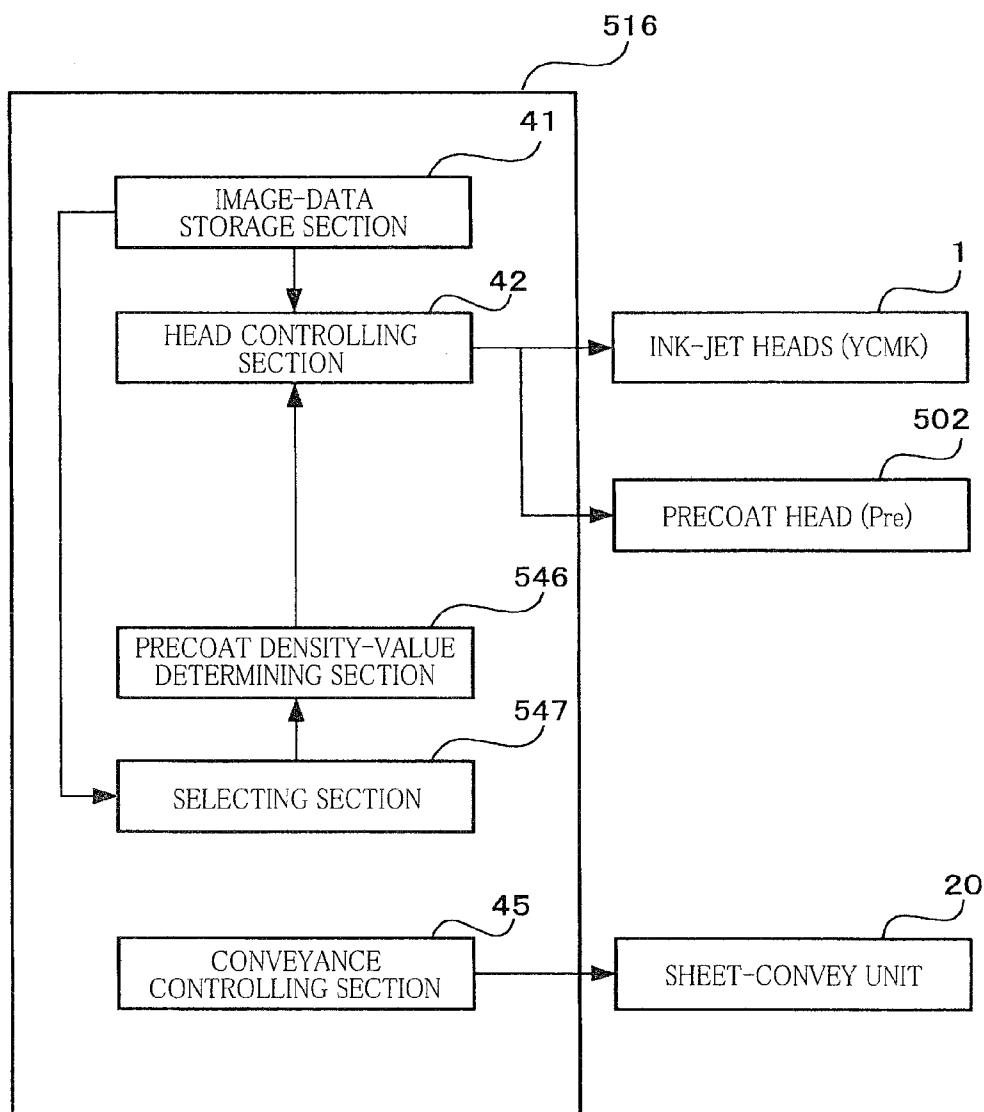 516
41
IMAGE-DATA
STORAGE SECTION
42
HEAD CONTROLLING
SECTION
1
INK-JET HEADS (YCMK)
502
PRECOAT HEAD (Pre)
546
PRECOAT DENSITY-VALUE
DETERMINING SECTION
547
SELECTING SECTION
45
CONVEYANCE
CONTROLLING SECTION
20
SHEET-CONVEY UNIT